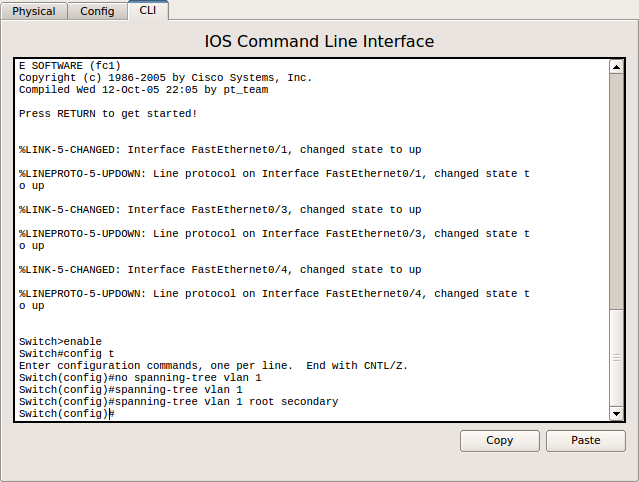 Physical Config CLI
IOS Command Line Interface
E SOFTWARE (fc1)
Copyright (c) 1986-2005 by Cisco Systems, Inc.
Compiled Wed 12-Oct-05 22:05 by pt_team
Press RETURN to get started!
%LINK-5-CHANGED: Interface FastEthernet0/1, changed state to up
%LINEPROTO-5-UPDOWN: Line protocol on Interface FastEthernet0/1, changed state t
o up
%LINK-5-CHANGED: Interface FastEthernet0/3, changed state to up
%LINEPROTO-5-UPDOWN: Line protocol on Interface FastEthernet0/3, changed state t
o up
%LINK-5-CHANGED: Interface FastEthernet0/4, changed state to up
%LINEPROTO-5-UPDOWN: Line protocol on Interface FastEthernet0/4, changed state t
o up
Switch>enable
Switch#config t
Enter configuration commands, one per line.  End with CNTL/Z.
Switch(config)#no spanning-tree vlan 1
Switch(config)#spanning-tree vlan 1
Switch(config)#spanning-tree vlan 1 root secondary
Switch(config)#
Copy Paste